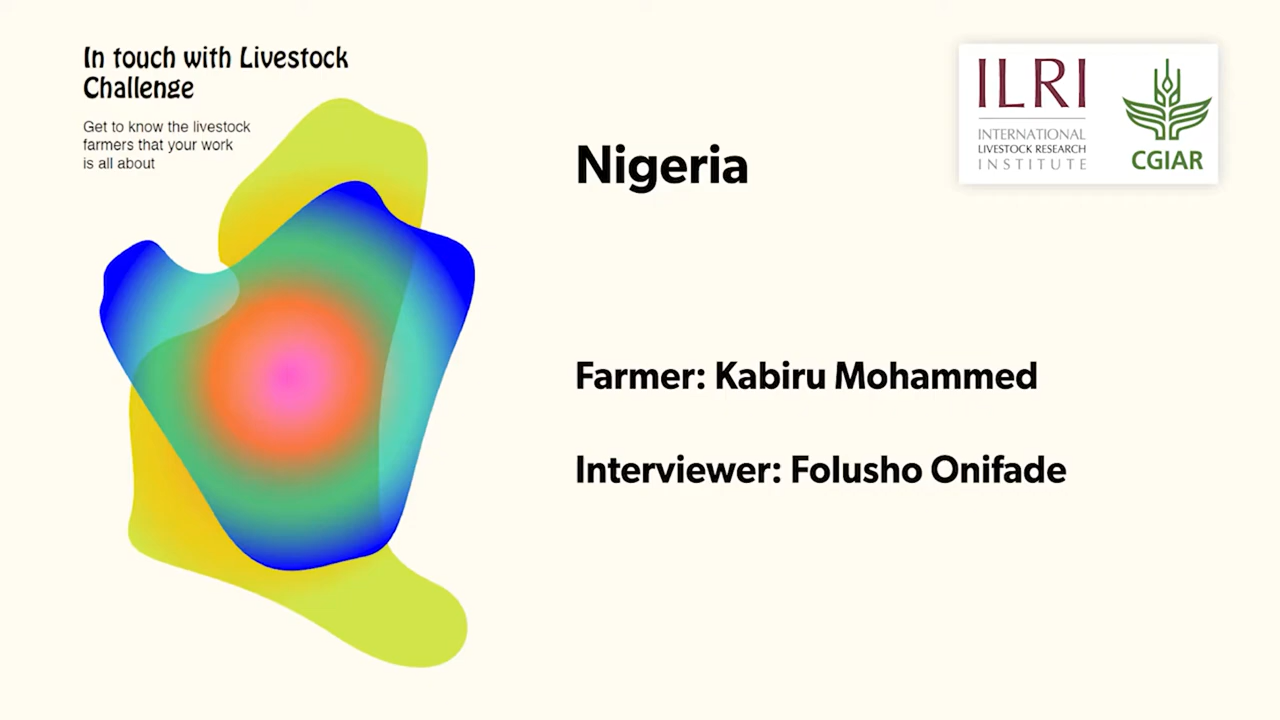 In touch with Livestock
Challenge
Get to know the livestock
farmers that your work
is all about
Nigeria
Farmer: Kabiru Mohammed
Interviewer: Folusho Onifade
ILRI
INTERNATIONAL
LIVESTOCK RESEARCH
INSTITUTE
CGIAR